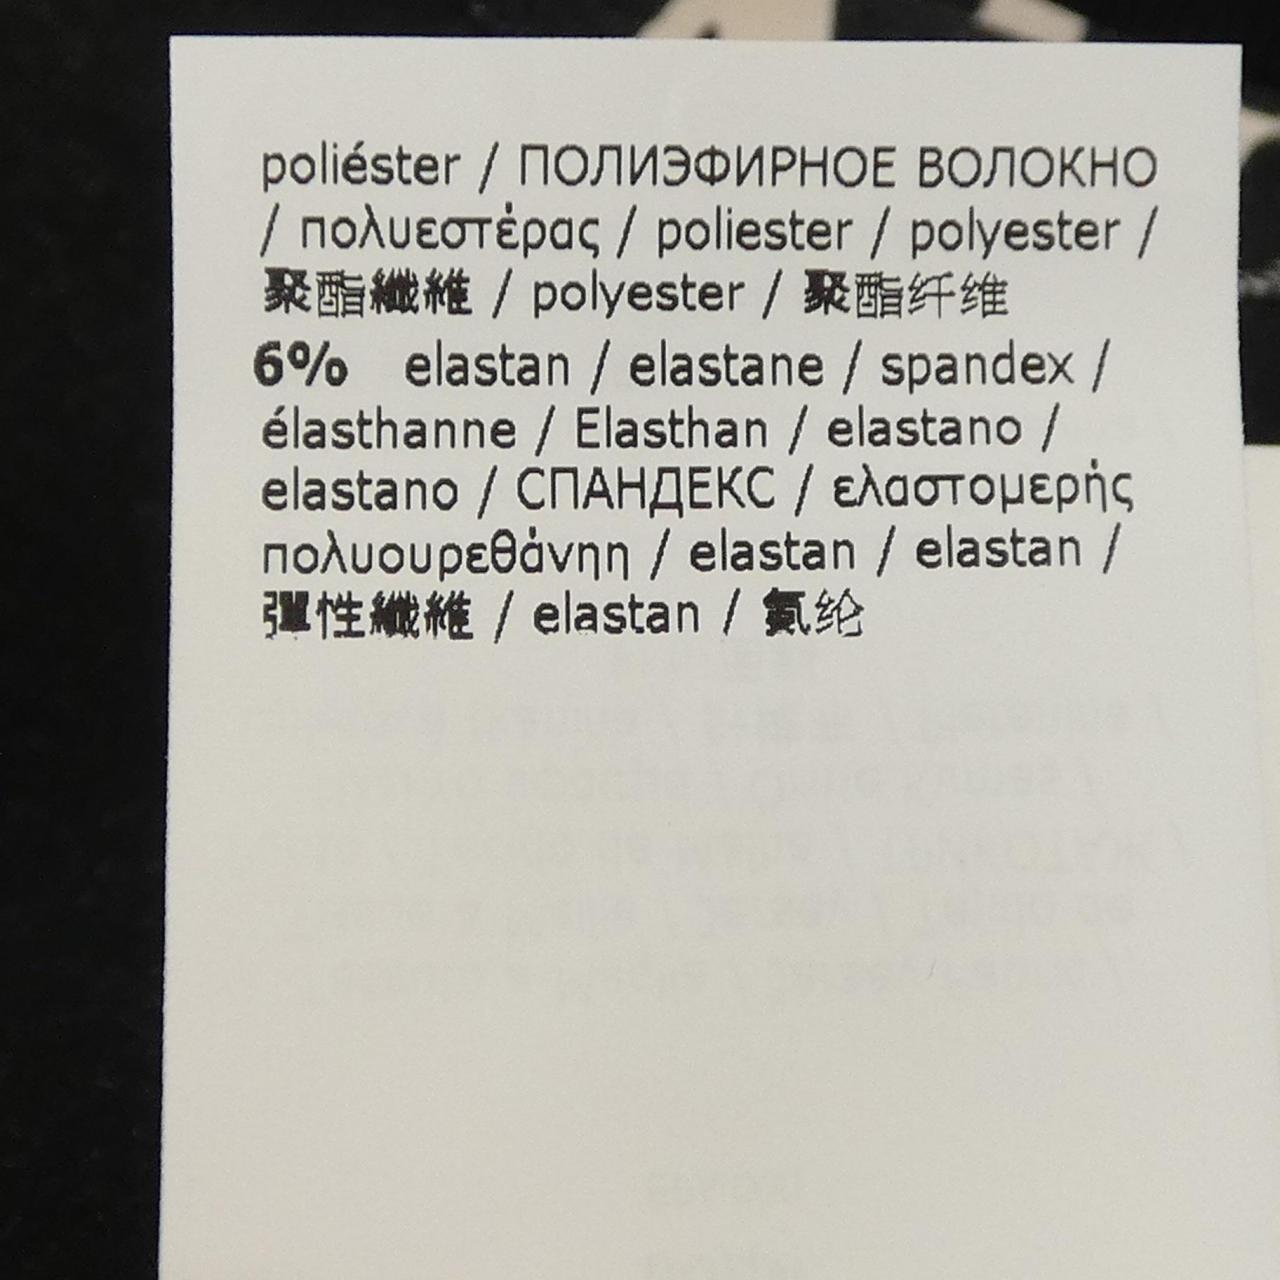 poliéster / ПОЛИЭФИРНОЕ ВОЛОКНО
/ πολυεστέρας / poliester / polyester /
聚酯纖維 / polyester / 聚酯纤维
6% elastan / elastane / spandex /
élasthanne / Elasthan / elastano /
elastano / СПАНДЕКС / ελαστομερής
πολυουρεθάνηη / elastan / elastan /
彈性纖維 / elastan / 氨纶